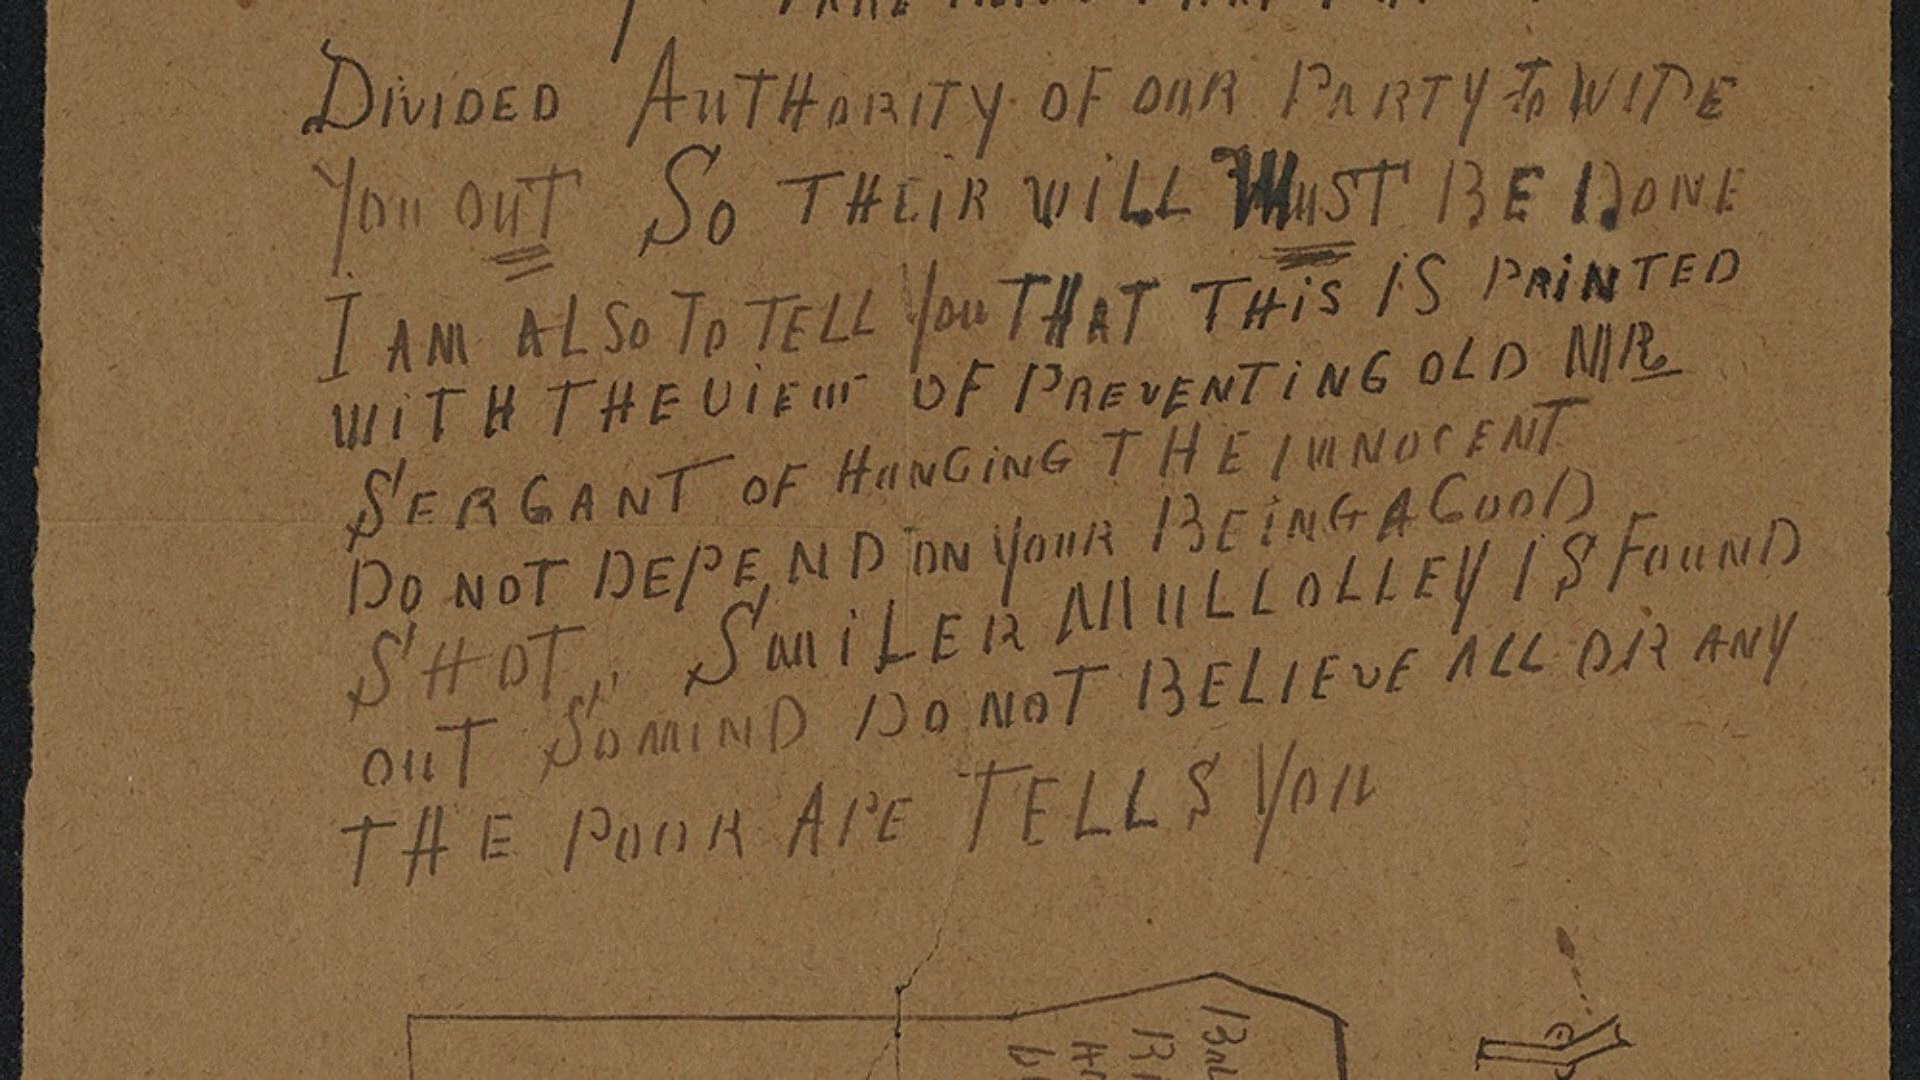 DIVIDED AUTHORITY OF OUR PARTY to WIPE
YOU OUT SO THEIR WILL MUST BE DONE
I AM ALSO TO TELL YOU THAT THIS IS PRINTED
WITH THE VIEW OF PREVENTING OLD MR.
SERGANT OF HANGING THE INNOCENT
DO NOT DEPEND ON YOUR BEING A GOOD
SHOT, SMILER MULLOLLEY IS FOUND
OUT SO MIND DO NOT BELIEVE ALL OR ANY
THE POOR APE TELLS YOU